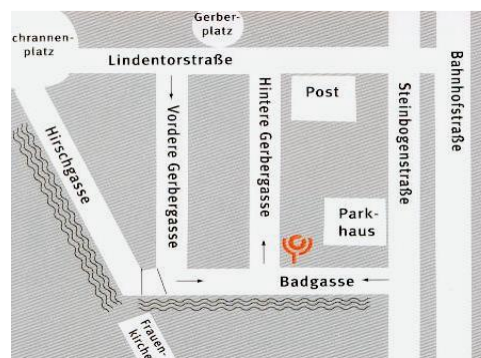 Gerber-
platz
chrannen-
platz
Lindentorstraße
Bahnhofstraße
Hirschgasse
Vordere Gerbergasse
Hintere Gerbergasse
Post
Steinbogenstraße
Park-
haus
Badgasse
Frauen-
kirche